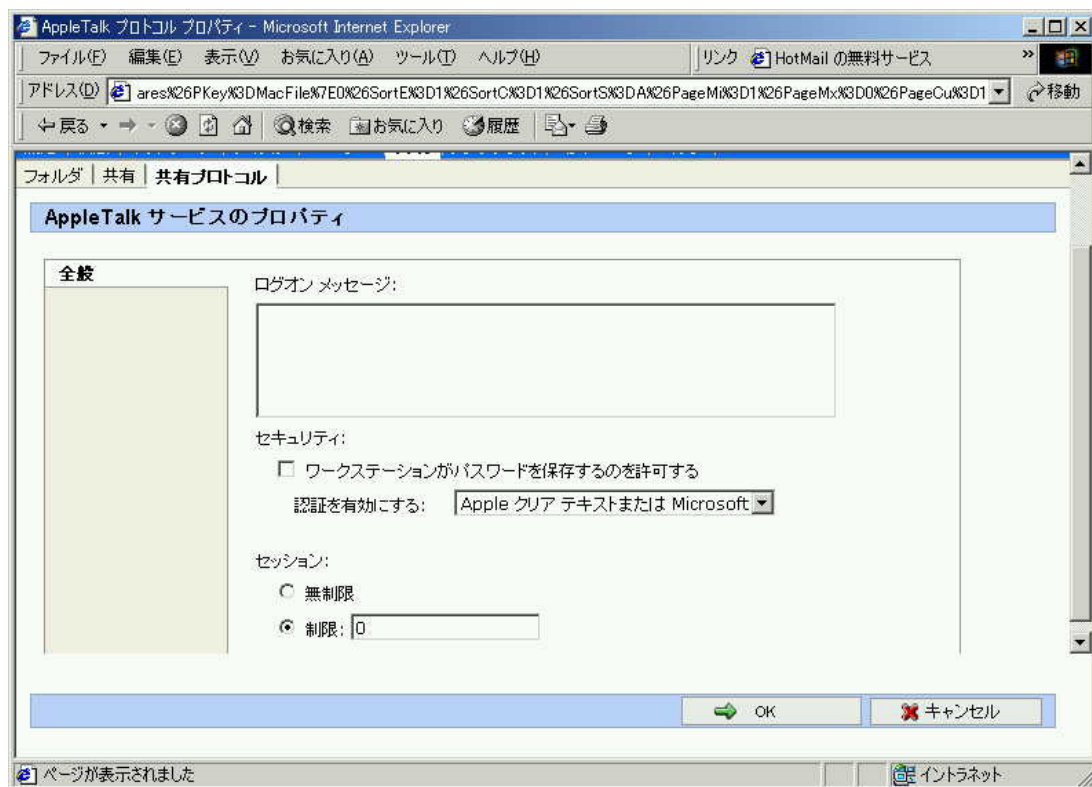 AppleTalk プロトコル プロパティ - Microsoft Internet Explorer
ファイル(F) 編集(E) 表示(V) お気に入り(A) ツール(T) ヘルプ(H) リンク HotMail の無料サービス »
アドレス(D) ares%26PKey%3DMacFile%7E0%26SortE%3D1%26SortC%3D1%26SortS%3DA%26PageMi%3D1%26PageMx%3D0%26PageCu%3D1 移動
戻る 検索 お気に入り 履歴
フォルダ | 共有 | 共有プロトコル |
AppleTalk サービスのプロパティ
全般
ログオン メッセージ:
セキュリティ:
ワークステーションがパスワードを保存するのを許可する
認証を有効にする: Apple クリア テキストまたは Microsoft
セッション:
無制限
制限: 0
OK キャンセル
ページが表示されました イントラネット